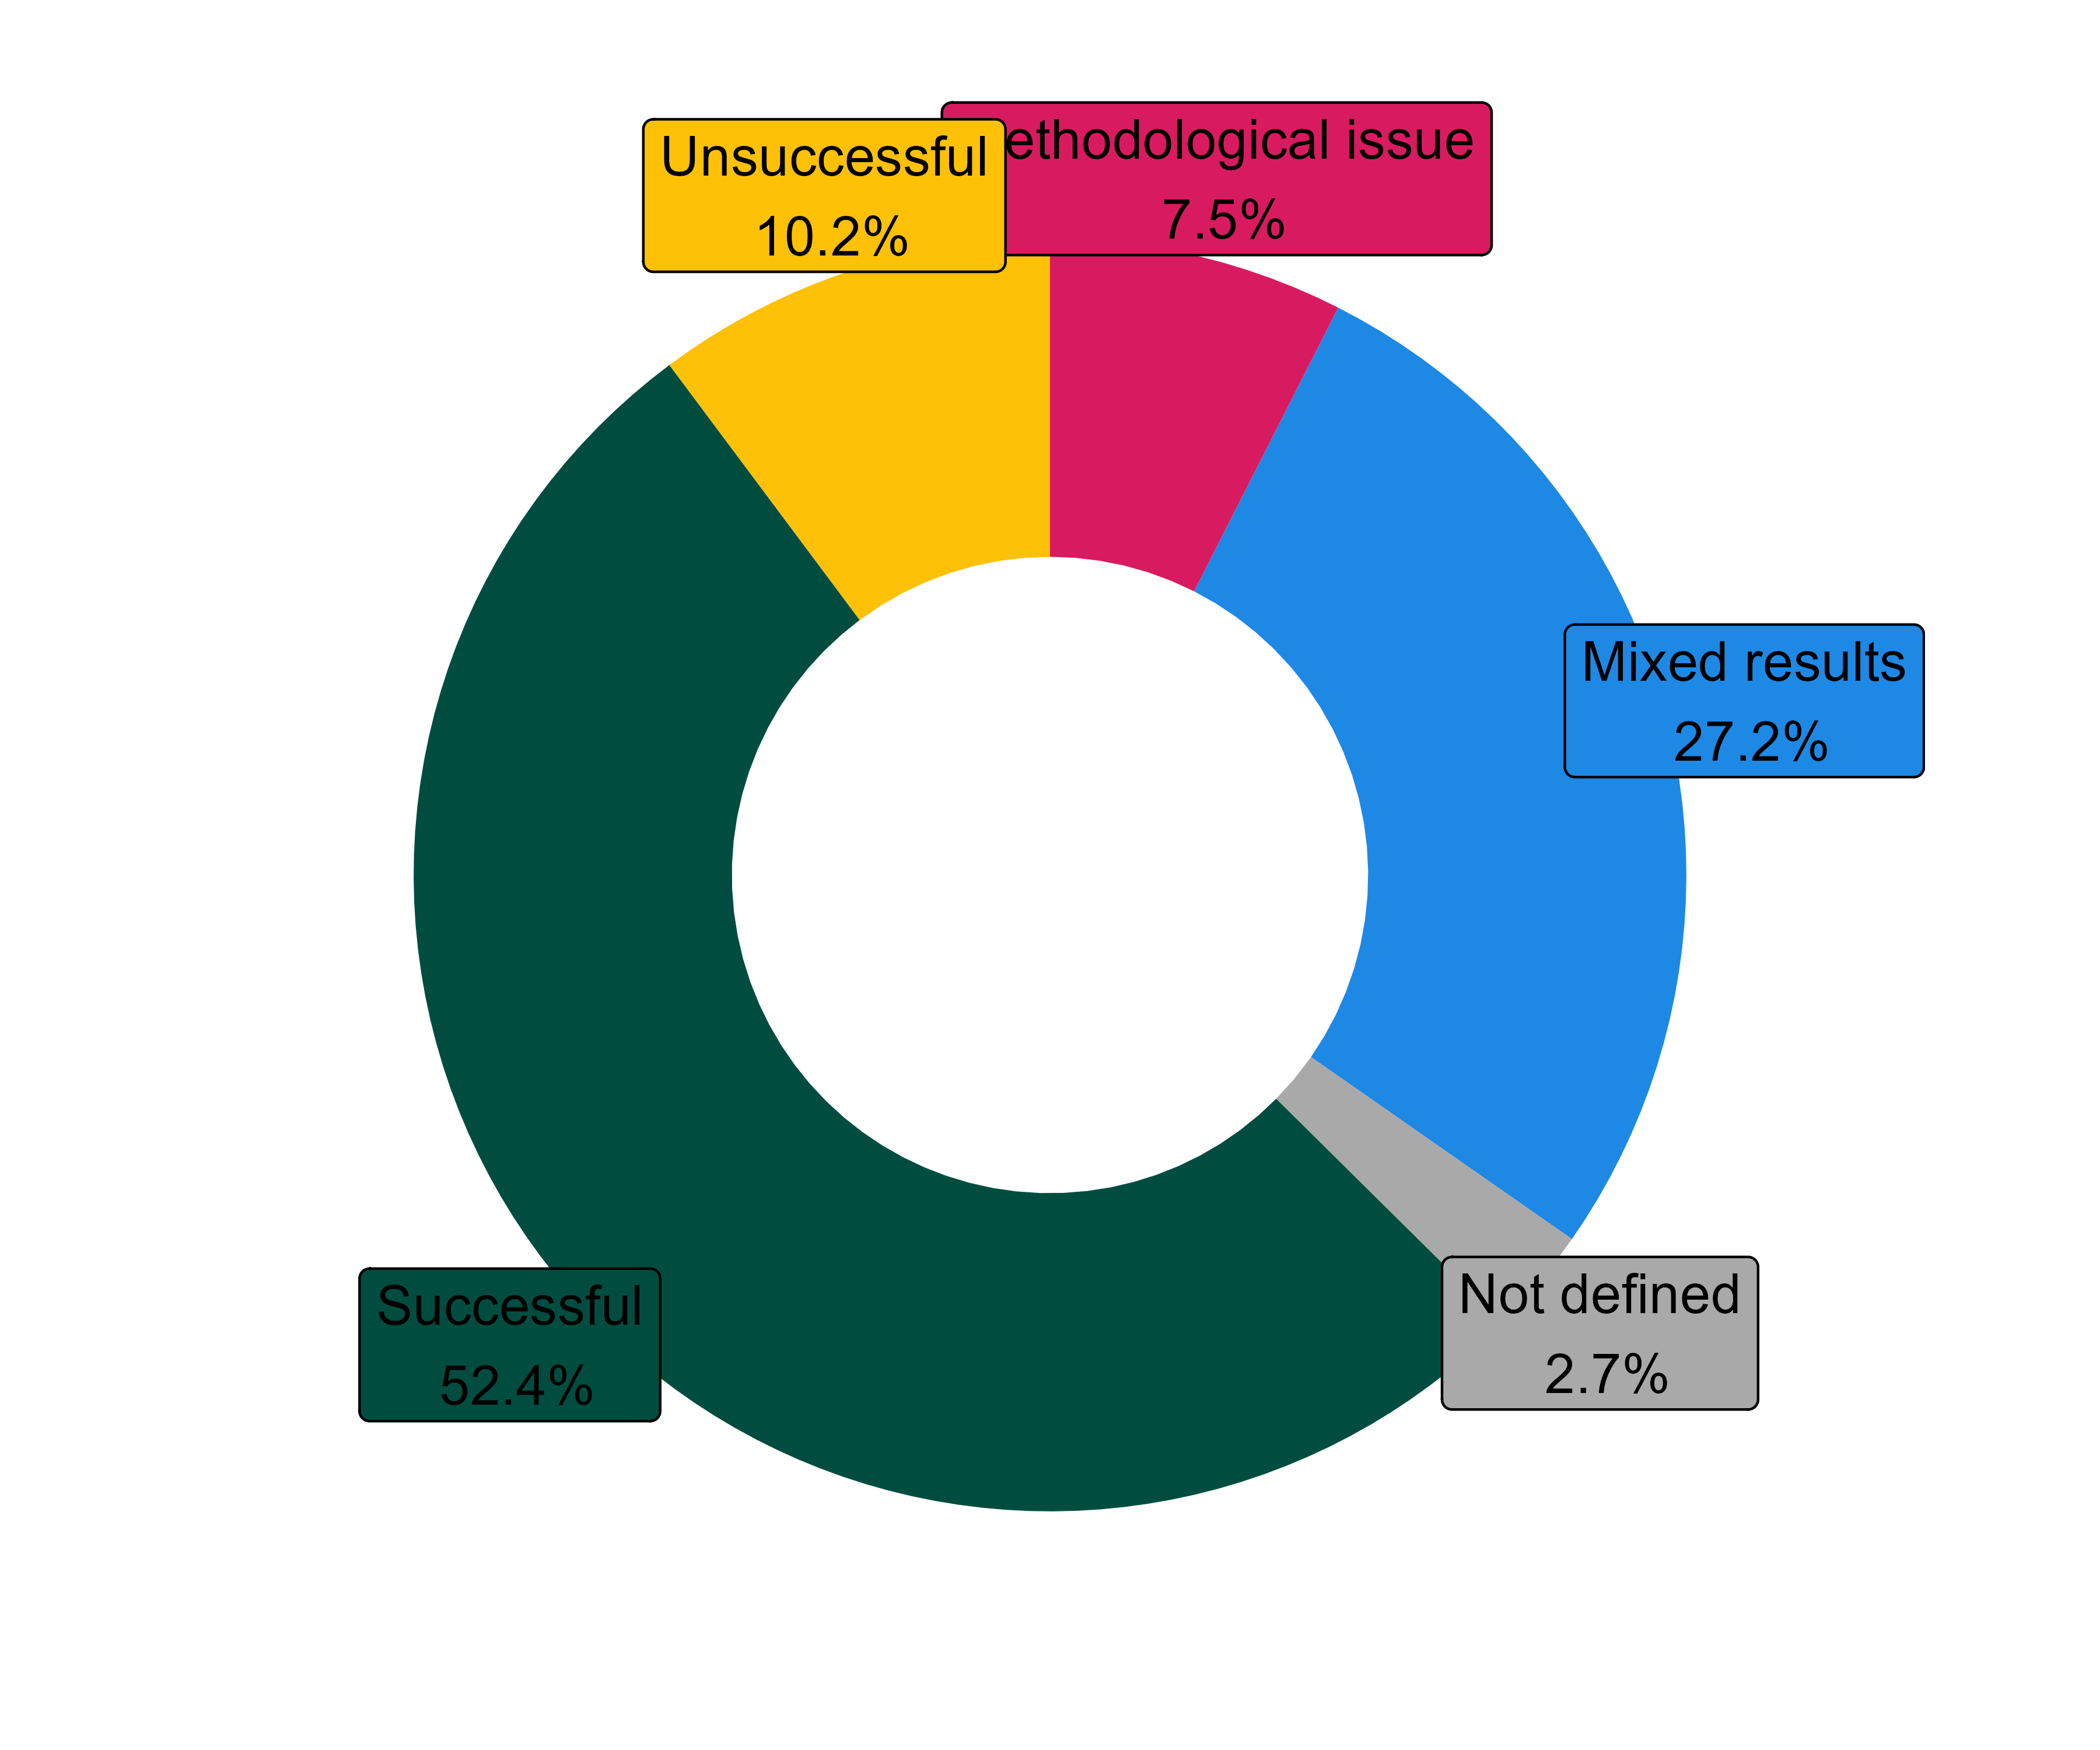 Unsuccessful
10.2%
ethodological issue
7.5%
Mixed results
27.2%
Not defined
2.7%
Successful
52.4%